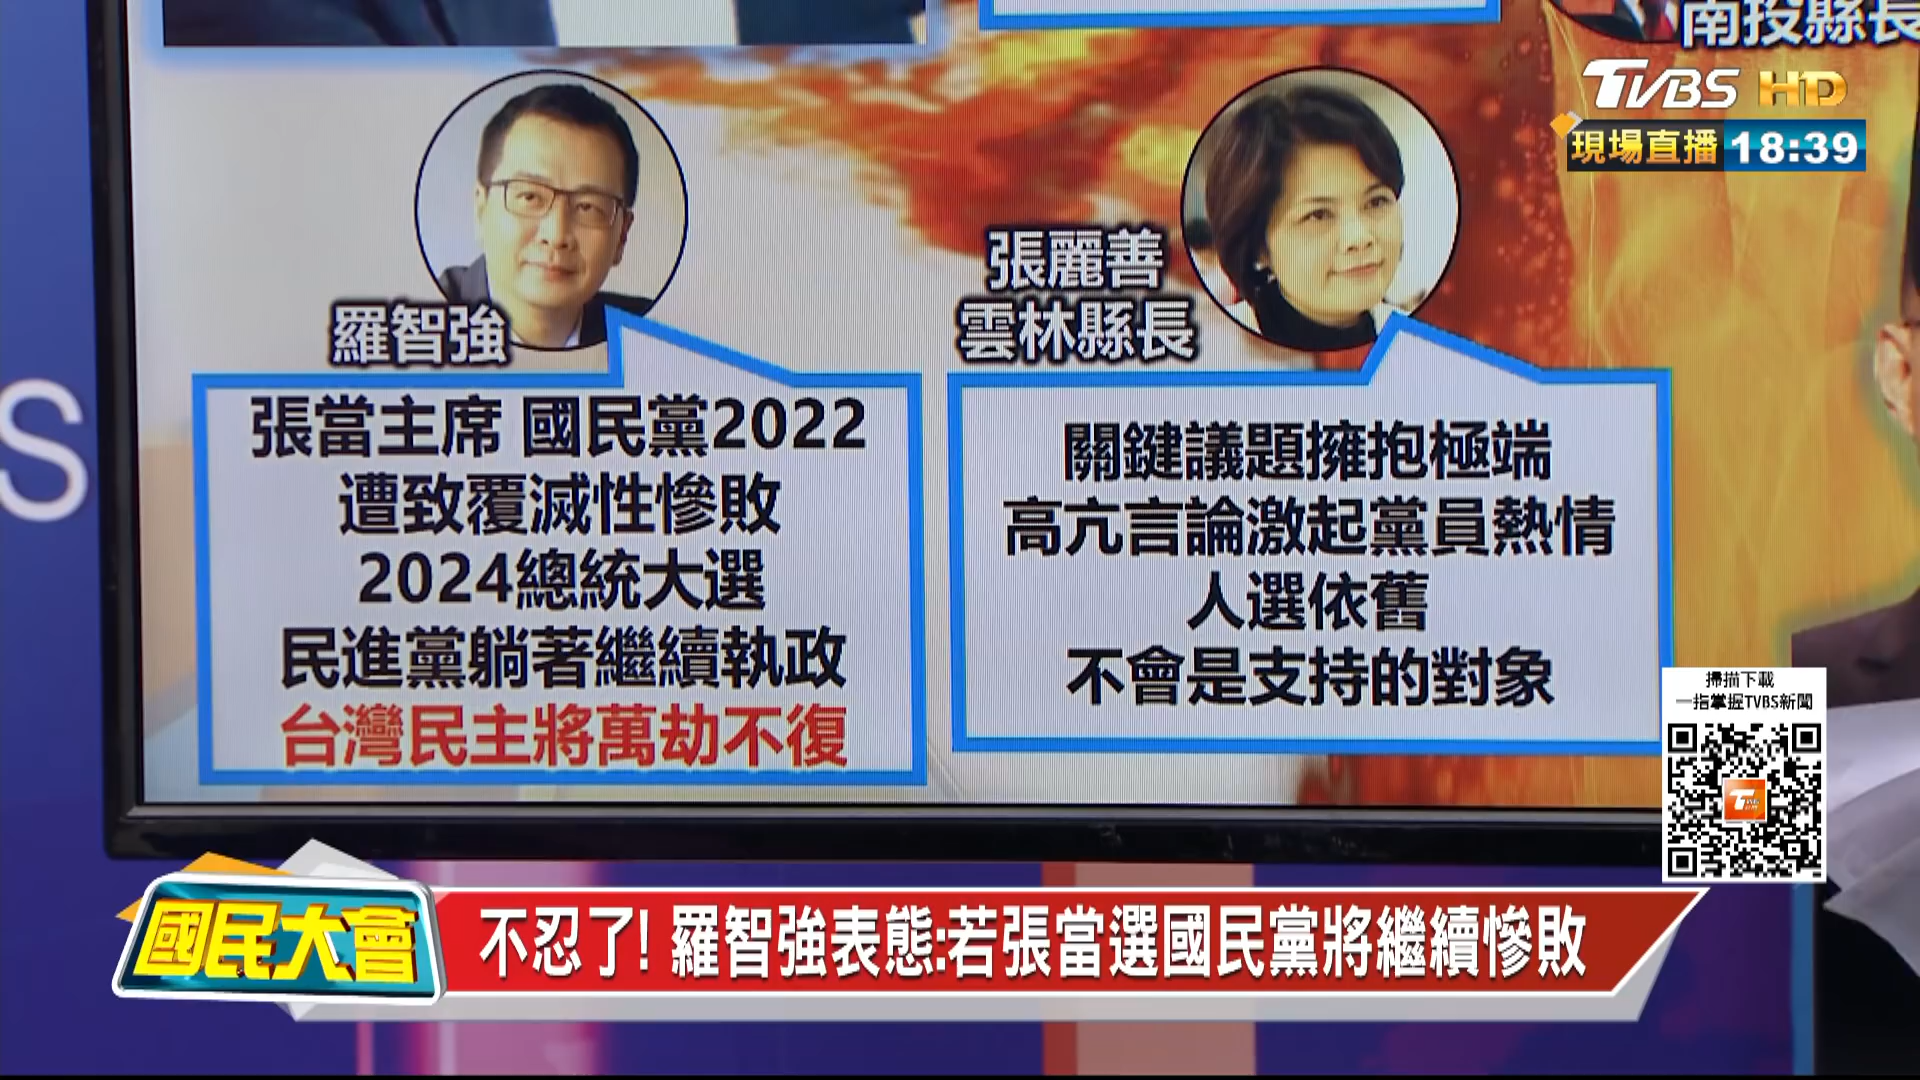 南投縣長
TVBS HD
現場直播 18:39
羅智強
張麗善
雲林縣長
張當主席 國民黨2022
遭致覆滅性慘敗
2024總統大選
民進黨躺著繼續執政
台灣民主將萬劫不復
關鍵議題擁抱極端
高亢言論激起黨員熱情
人選依舊
不會是支持的對象
S
掃描下載
一指掌握TVBS新聞
國民大會
不忍了! 羅智強表態:若張當選國民黨將繼續慘敗